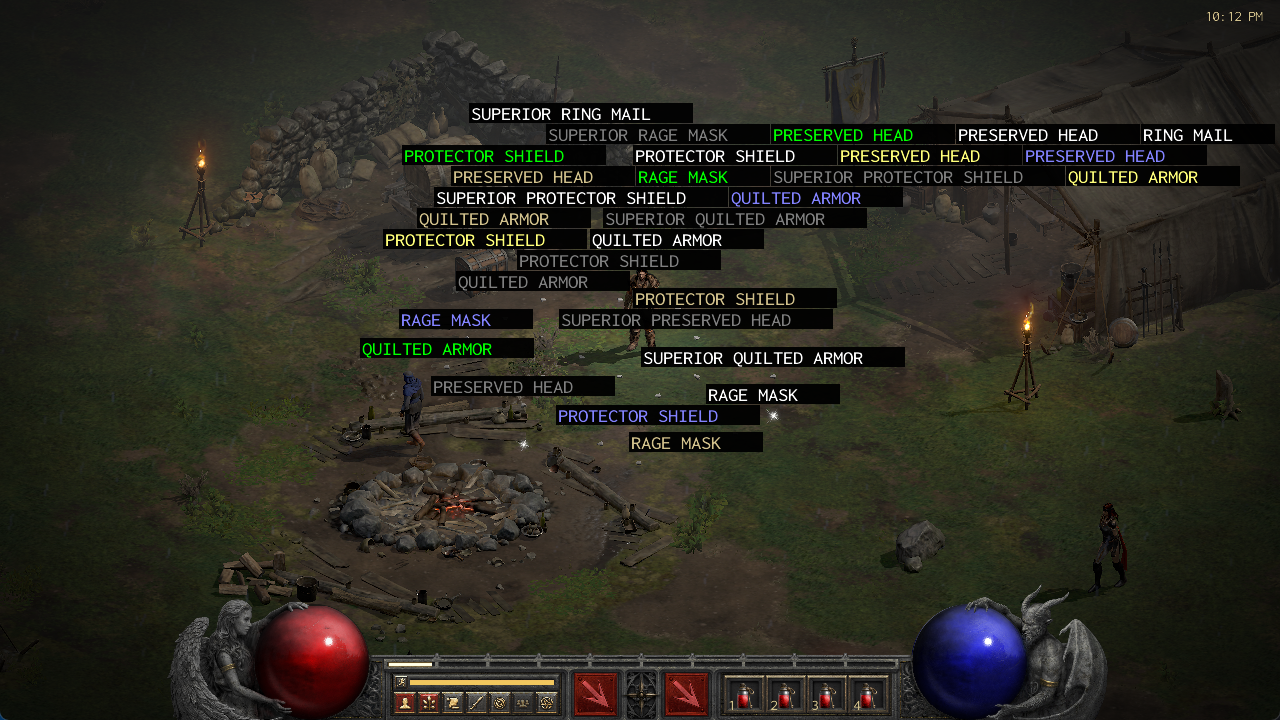 10:12 PM
SUPERIOR RING MAIL
SUPERIOR RAGE MASK PRESERVED HEAD PRESERVED HEAD RING MAIL
PROTECTOR SHIELD PROTECTOR SHIELD PRESERVED HEAD PRESERVED HEAD
PRESERVED HEAD RAGE MASK SUPERIOR PROTECTOR SHIELD QUILTED ARMOR
SUPERIOR PROTECTOR SHIELD QUILTED ARMOR
QUILTED ARMOR SUPERIOR QUILTED ARMOR
PROTECTOR SHIELD QUILTED ARMOR
PROTECTOR SHIELD
QUILTED ARMOR
PROTECTOR SHIELD
RAGE MASK SUPERIOR PRESERVED HEAD
QUILTED ARMOR
SUPERIOR QUILTED ARMOR
PRESERVED HEAD
RAGE MASK
PROTECTOR SHIELD
RAGE MASK
1 2 3 4